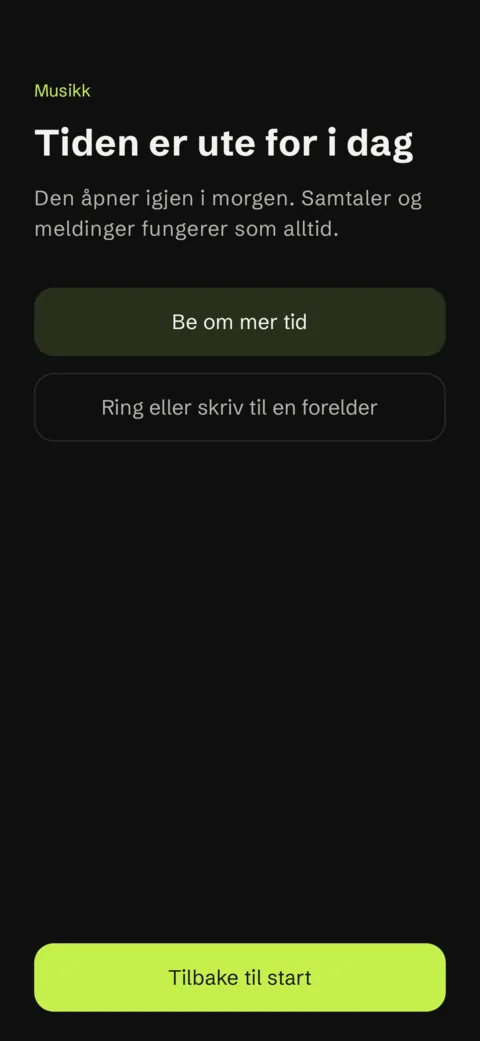 Musikk
Tiden er ute for i dag
Den åpner igjen i morgen. Samtaler og
meldinger fungerer som alltid.
Be om mer tid
Ring eller skriv til en forelder
Tilbake til start